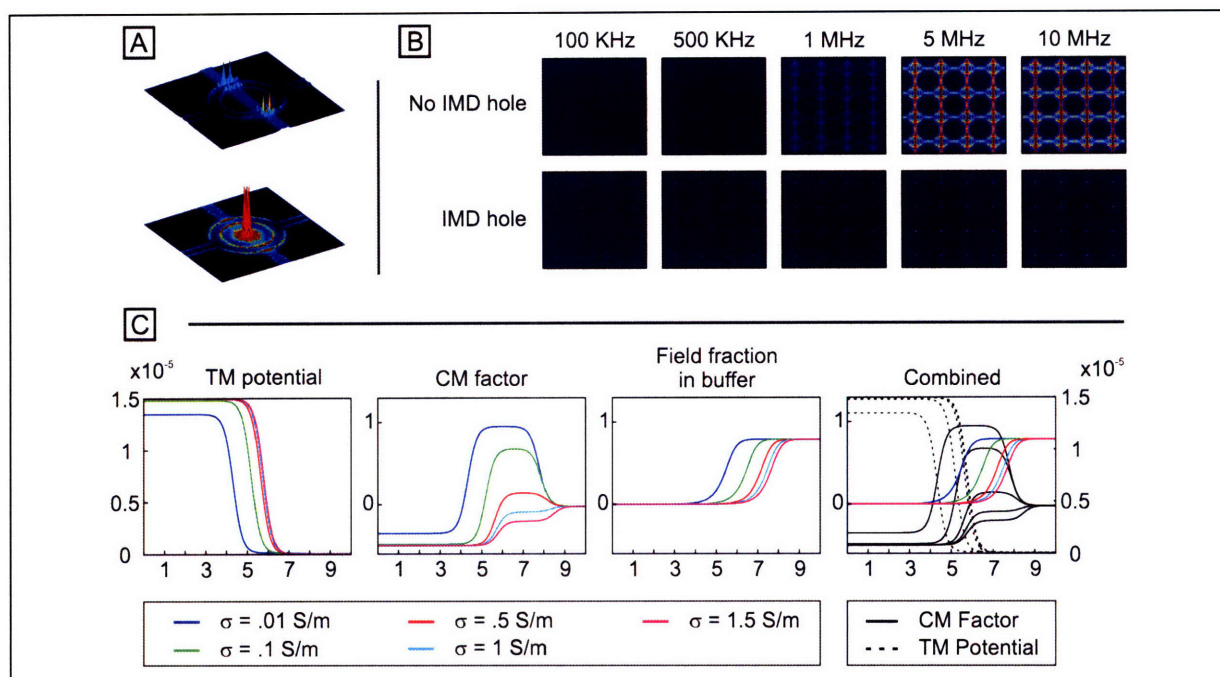 A
B
100 KHz 500 KHz 1 MHz 5 MHz 10 MHz
No IMD hole
IMD hole
C
x10-5 TM potential
CM factor
Field fraction
in buffer
Combined x10-5
1.5
1
0.5
0
1 3 5 7 9
1
0
1 3 5 7 9
1
0
1 3 5 7 9
1
0
1.5
1
0.5
0
1 3 5 7 9
σ = .01 S/m σ = .5 S/m σ = 1.5 S/m
σ = .1 S/m σ = 1 S/m
CM Factor
TM Potential